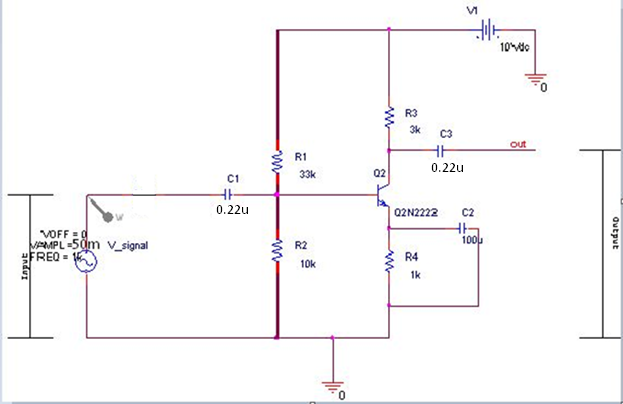 V1
10Vdc
0
R3
3k
C3
out
0.22u
R1
33k
C1
0.22u
Q2
Q2N2222
C2
100u
VOFF = 0
VAMPL = 50m
FREQ = 1k
V_signal
R2
10k
R4
1k
Input
Output
0